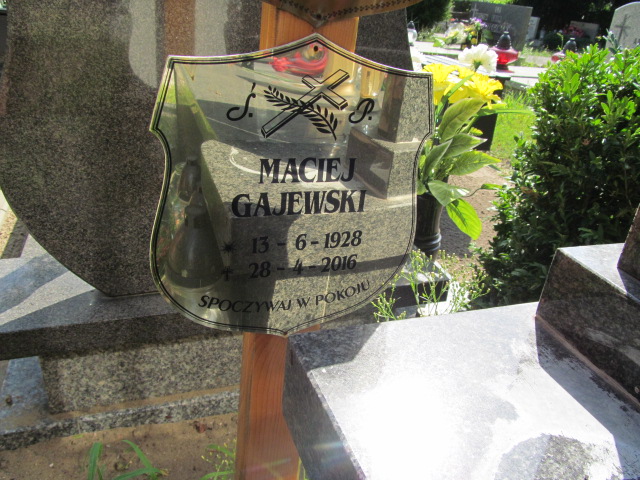 Ś. P.
MACIEJ
GAJEWSKI
* 13 - 6 - 1928
† 28 - 4 - 2016
SPOCZYWAJ W POKOJU